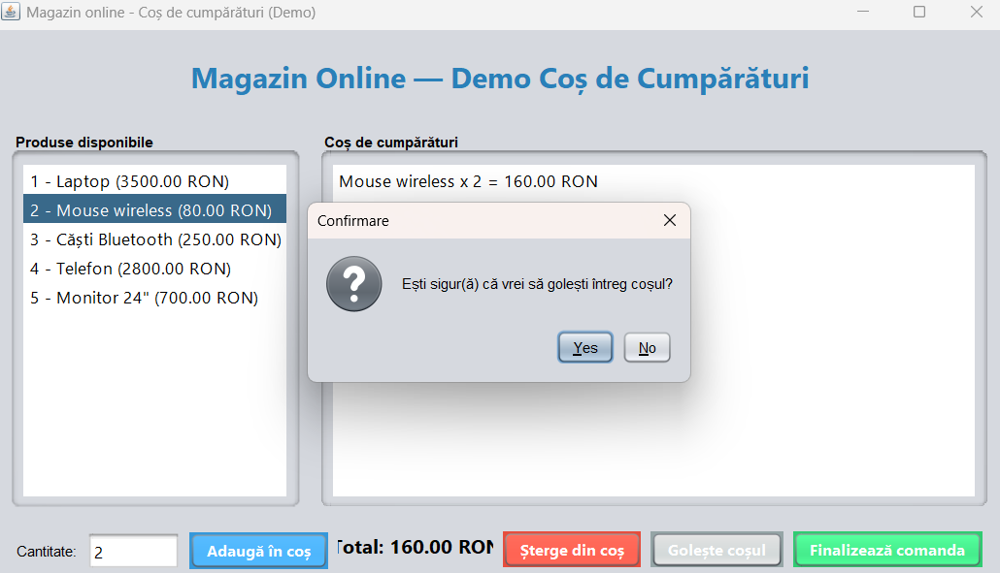 Magazin online - Coș de cumpărături (Demo)
Magazin Online — Demo Coș de Cumpărături
Produse disponibile
1 - Laptop (3500.00 RON)
2 - Mouse wireless (80.00 RON)
3 - Căști Bluetooth (250.00 RON)
4 - Telefon (2800.00 RON)
5 - Monitor 24" (700.00 RON)
Coș de cumpărături
Mouse wireless x 2 = 160.00 RON
Confirmare
Ești sigur(ă) că vrei să golești întreg coșul?
Yes No
Cantitate: 2 Adaugă în coș Total: 160.00 RON Șterge din coș Golește coșul Finalizează comanda